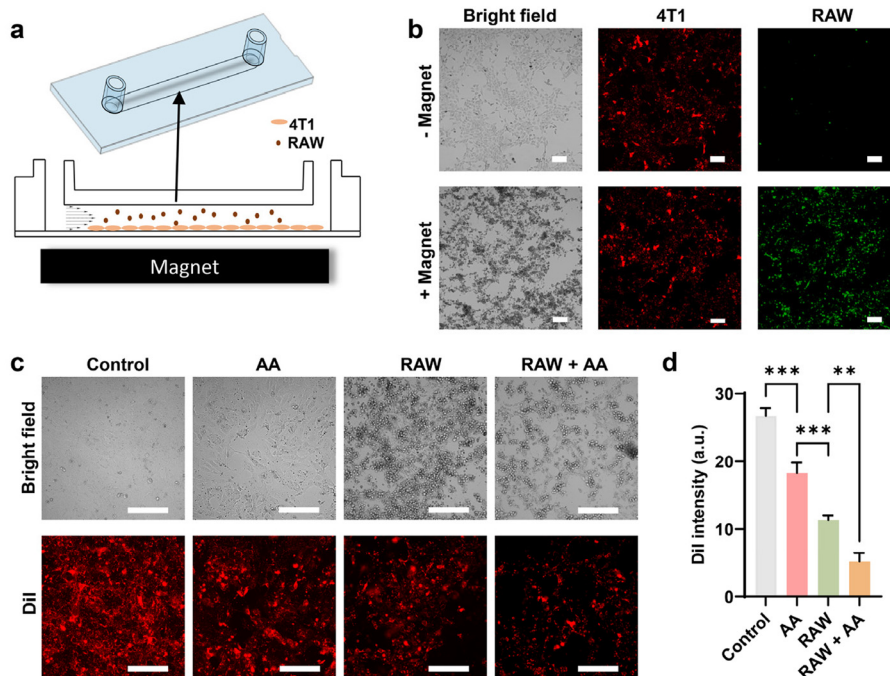 a
4T1
RAW
Magnet
b
Bright field 4T1 RAW
- Magnet
+ Magnet
c
Control AA RAW RAW + AA
Bright field
DiI
d
DiI intensity (a.u.)
30
20
10
0
*** **
***
Control AA RAW RAW + AA